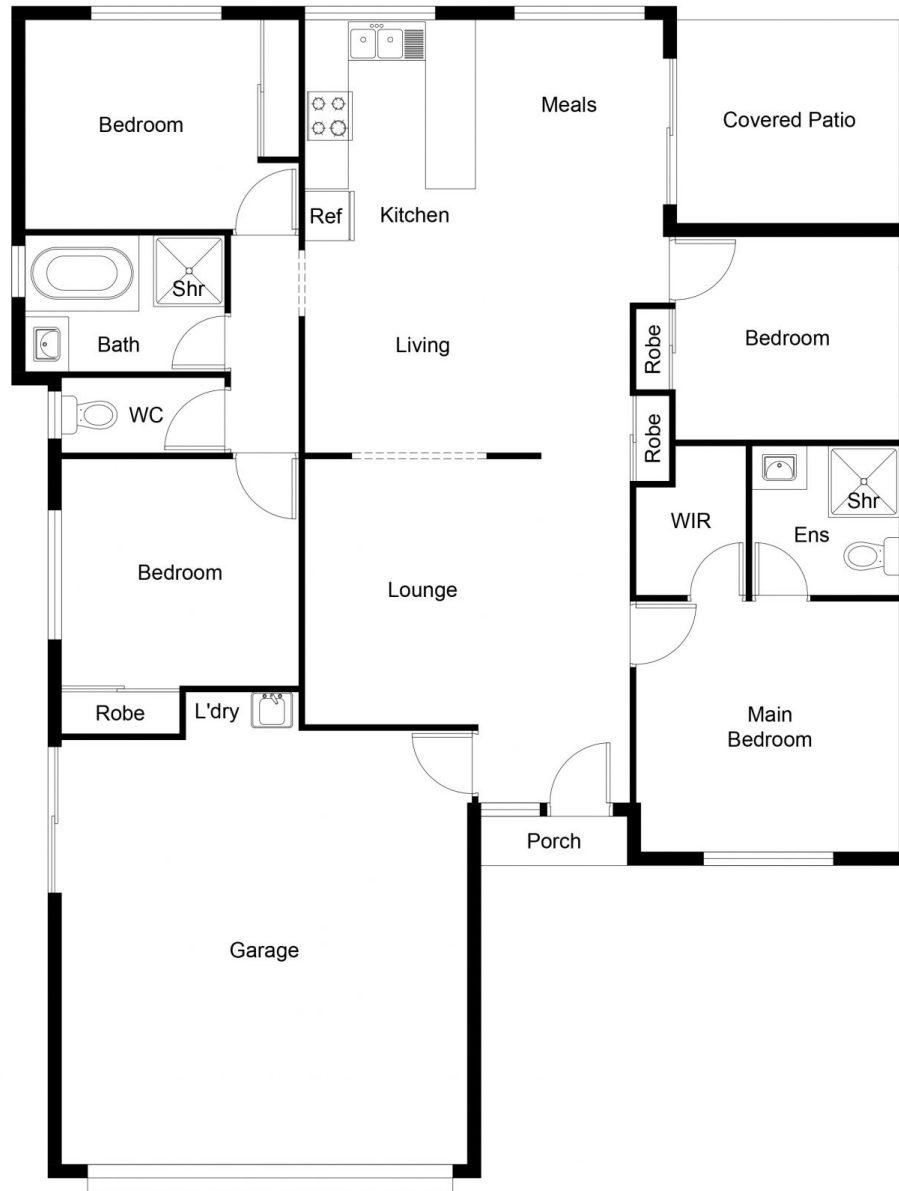 Meals
Covered Patio
Bedroom
Ref
Kitchen
Shr
Bath
Living
Robe
Bedroom
WC
Robe
Shr
WIR
Ens
Bedroom
Lounge
Robe
L'dry
Main
Bedroom
Porch
Garage